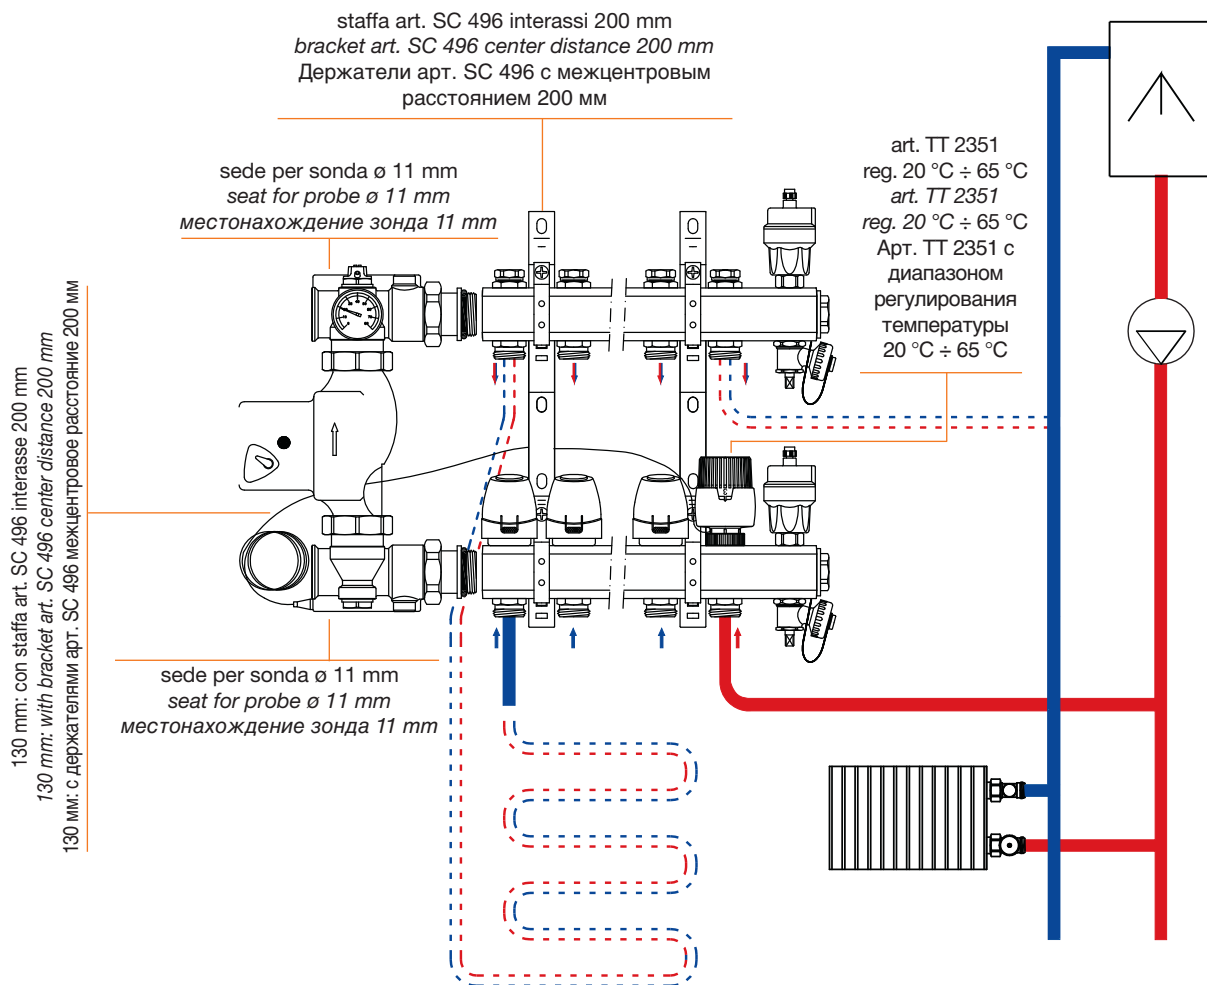 staffa art. SC 496 interassi 200 mm
bracket art. SC 496 center distance 200 mm
Держатели арт. SC 496 с межцентровым
расстоянием 200 мм
sede per sonda ø 11 mm
seat for probe ø 11 mm
местонахождение зонда 11 mm
art. TT 2351
reg. 20 °C ÷ 65 °C
art. TT 2351
reg. 20 °C ÷ 65 °C
Арт. ТТ 2351 с
диапазоном
регулирования
температуры
20 °C ÷ 65 °C
130 mm: con staffa art. SC 496 interasse 200 mm
130 mm: with bracket art. SC 496 center distance 200 mm
130 мм: с держателями арт. SC 496 межцентровое расстояние 200 мм
sede per sonda ø 11 mm
seat for probe ø 11 mm
местонахождение зонда 11 mm